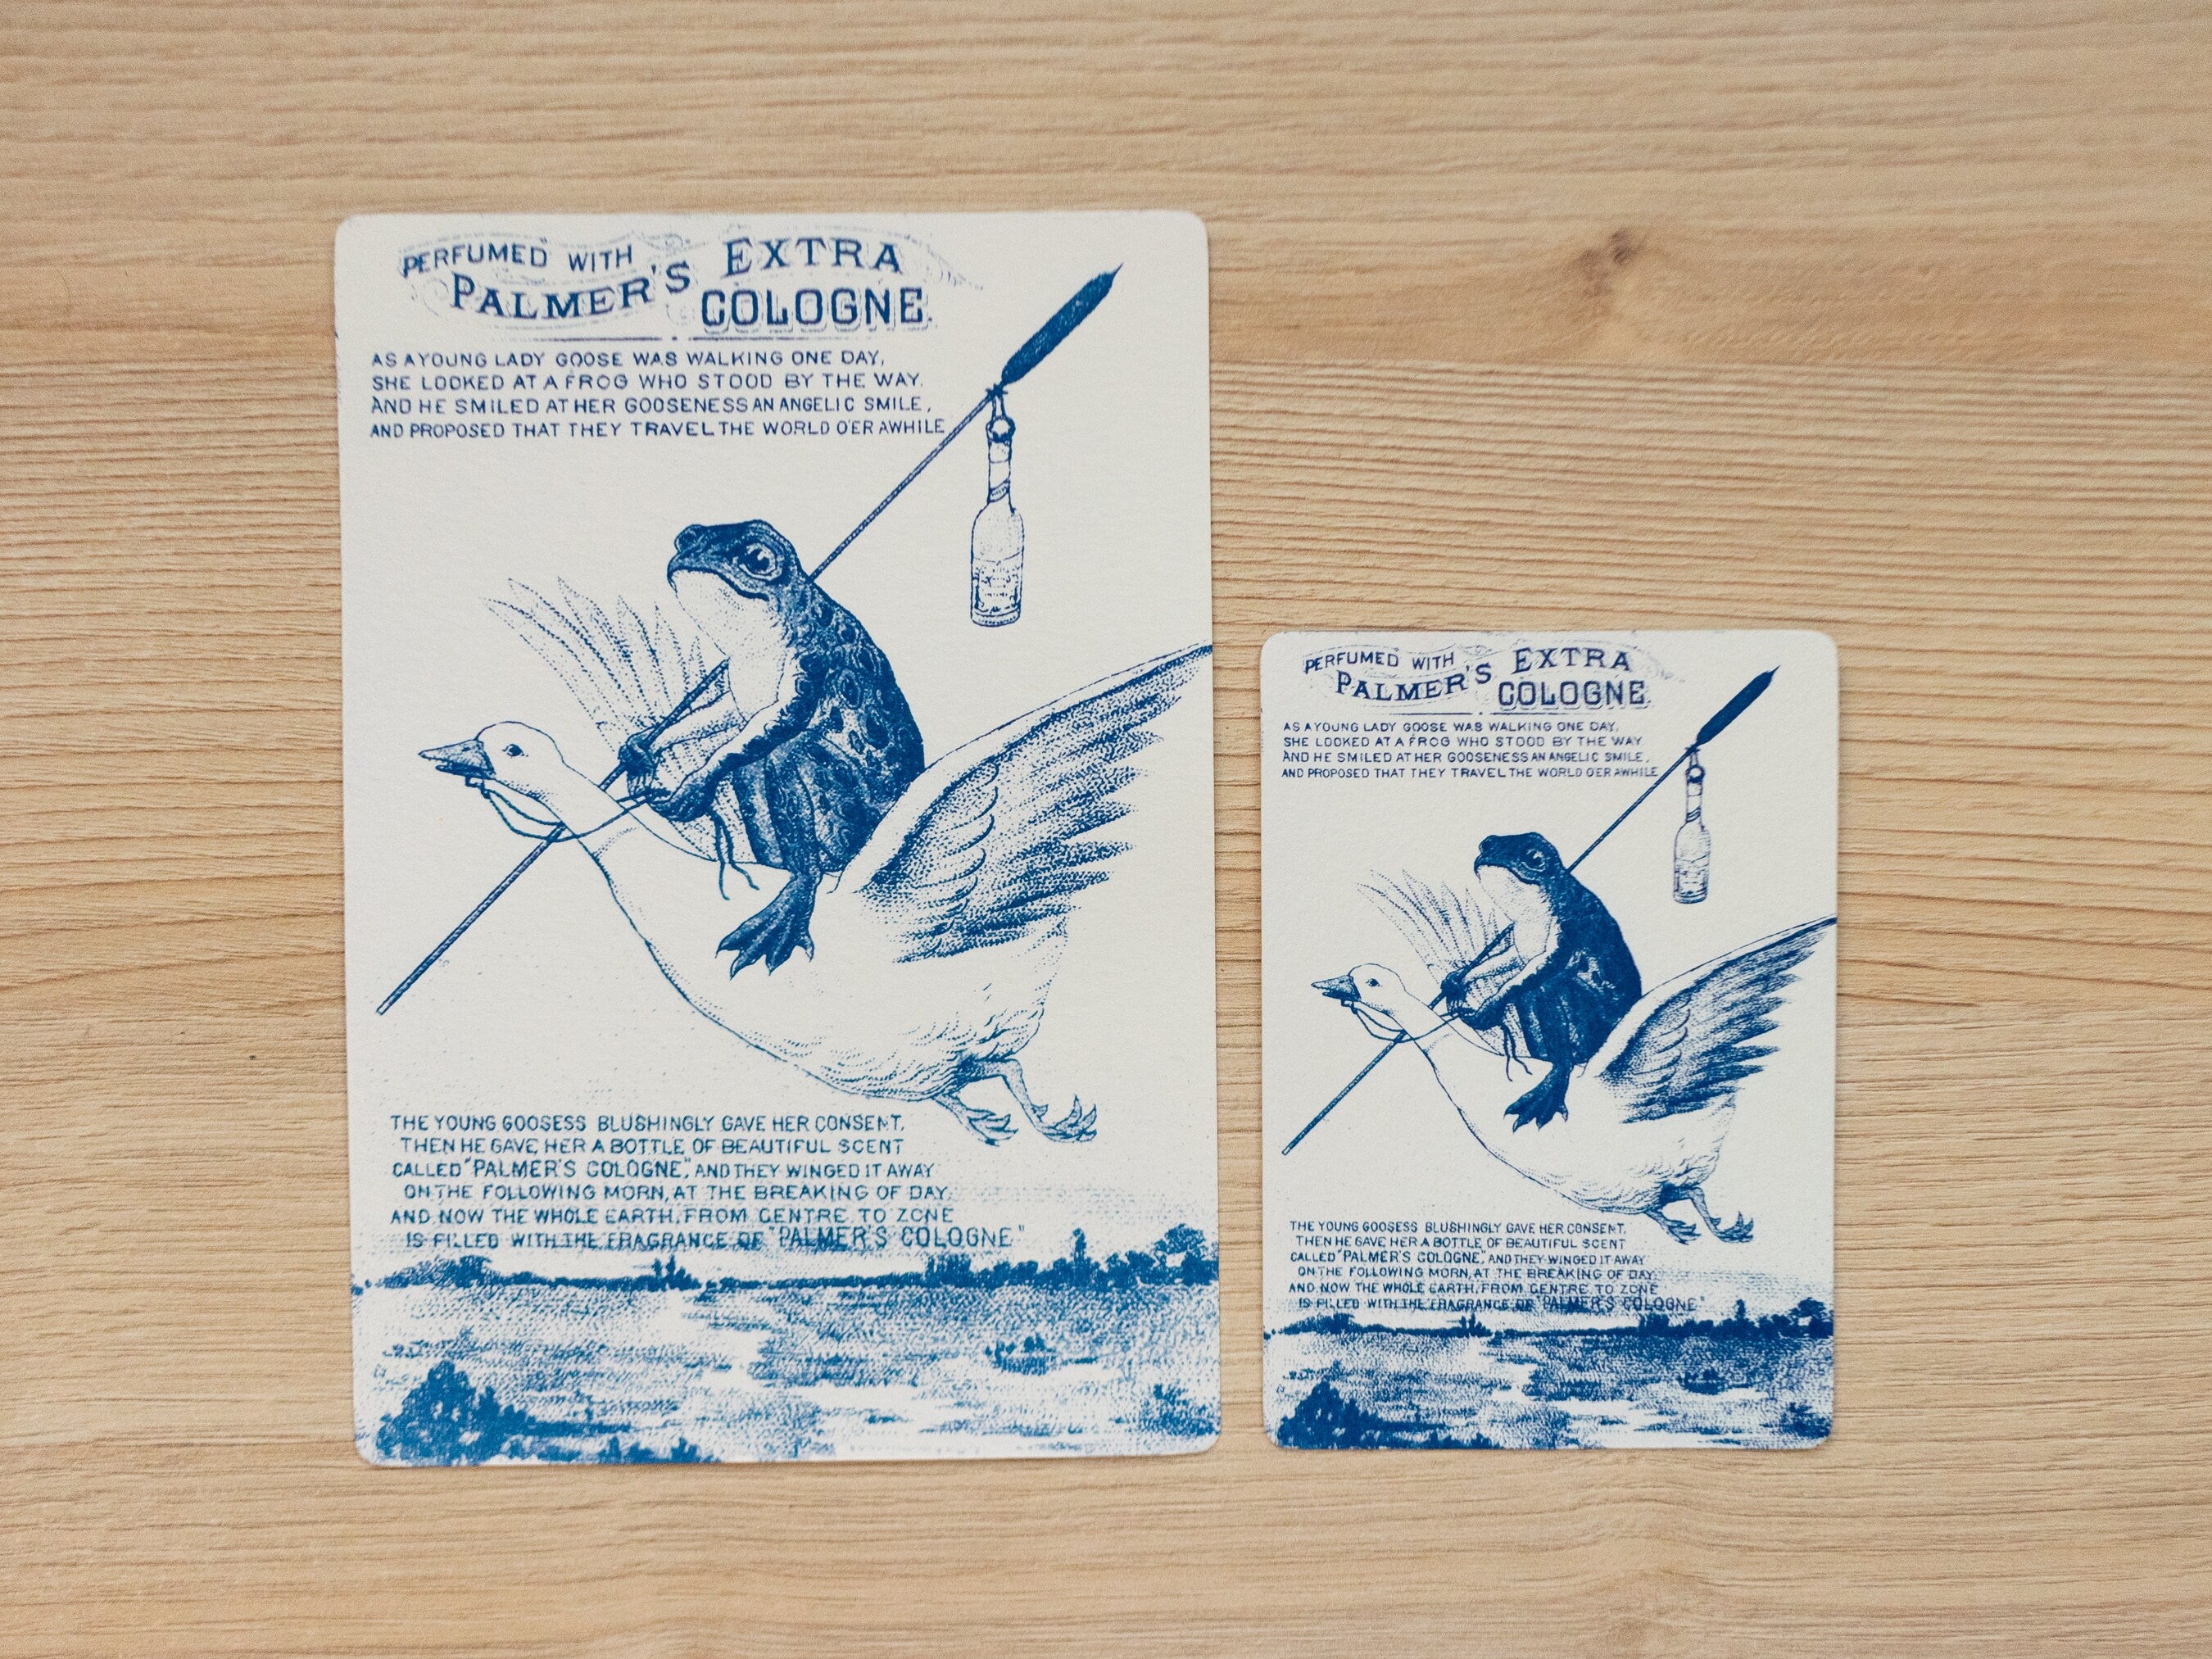 PERFUMED WITH
PALMER'S
EXTRA
COLOGNE.
AS A YOUNG LADY GOOSE WAS WALKING ONE DAY,
SHE LOOKED AT A FROG WHO STOOD BY THE WAY.
AND HE SMILED AT HER GOOSENESS AN ANGELIC SMILE,
AND PROPOSED THAT THEY TRAVEL THE WORLD O'ER AWHILE
THE YOUNG GOOSESS BLUSHINGLY GAVE HER CONSENT.
THEN HE GAVE HER A BOTTLE OF BEAUTIFUL SCENT
CALLED "PALMER'S COLOGNE", AND THEY WINGED IT AWAY
ON THE FOLLOWING MORN, AT THE BREAKING OF DAY.
AND NOW THE WHOLE EARTH, FROM CENTRE TO ZONE
IS FILLED WITH THE FRAGRANCE OF "PALMER'S COLOGNE"
PERFUMED WITH
PALMER'S
EXTRA
COLOGNE.
AS A YOUNG LADY GOOSE WAS WALKING ONE DAY,
SHE LOOKED AT A FROG WHO STOOD BY THE WAY
AND HE SMILED AT HER GOOSENESS AN ANGELIC SMILE,
AND PROPOSED THAT THEY TRAVEL THE WORLD O'ER AWHILE
THE YOUNG GOOSESS BLUSHINGLY GAVE HER CONSENT.
THEN HE GAVE HER A BOTTLE OF BEAUTIFUL SCENT
CALLED "PALMER'S COLOGNE", AND THEY WINGED IT AWAY
ON THE FOLLOWING MORN, AT THE BREAKING OF DAY.
AND NOW THE WHOLE EARTH, FROM CENTRE TO ZONE
IS FILLED WITH THE FRAGRANCE OF "PALMER'S COLOGNE"